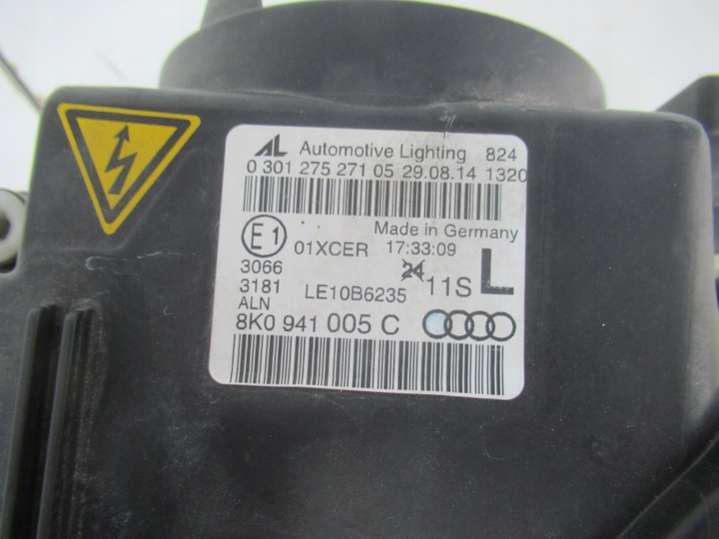 AL Automotive Lighting 824
0 301 275 271 05 29.08.14 1320
Made in Germany
E1 01XCER 17:33:09
3066 24
3181 LE10B6235 11S L
ALN
8K0 941 005 C